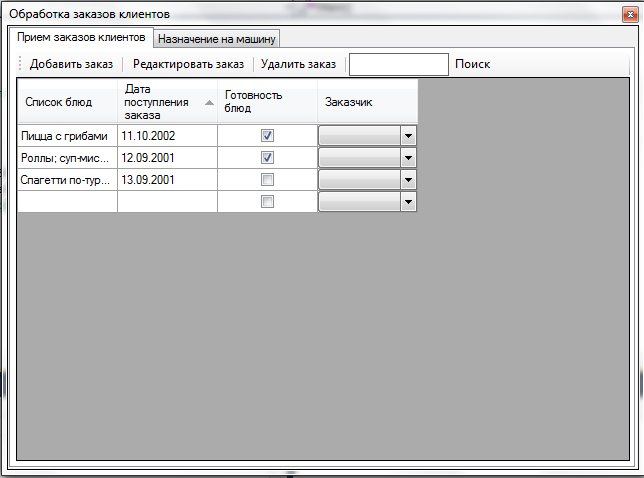 Обработка заказов клиентов
Прием заказов клиентов Назначение на машину
Добавить заказ Редактировать заказ Удалить заказ Поиск
Список блюд Дата поступления заказа Готовность блюд Заказчик
Пицца с грибами 11.10.2002
Роллы; суп-мис... 12.09.2001
Спагетти по-тур... 13.09.2001